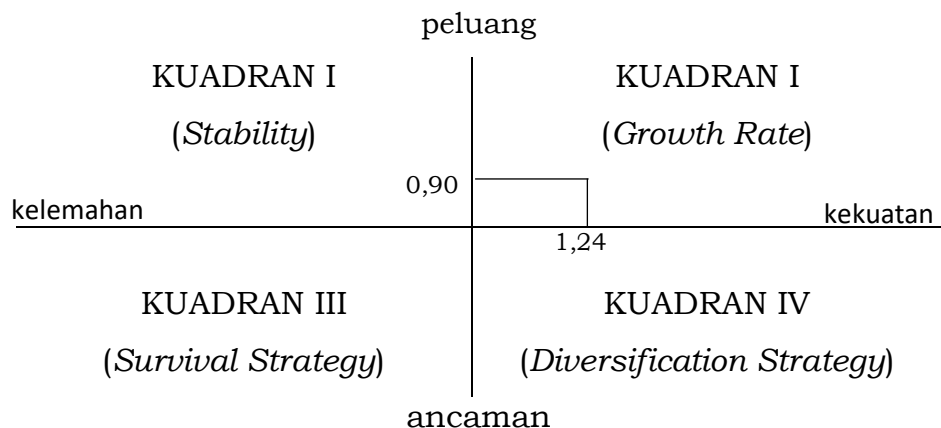 peluang
KUADRAN I
(Stability)
KUADRAN I
(Growth Rate)
0,90
kelemahan
kekuatan
1,24
KUADRAN III
(Survival Strategy)
KUADRAN IV
(Diversification Strategy)
ancaman